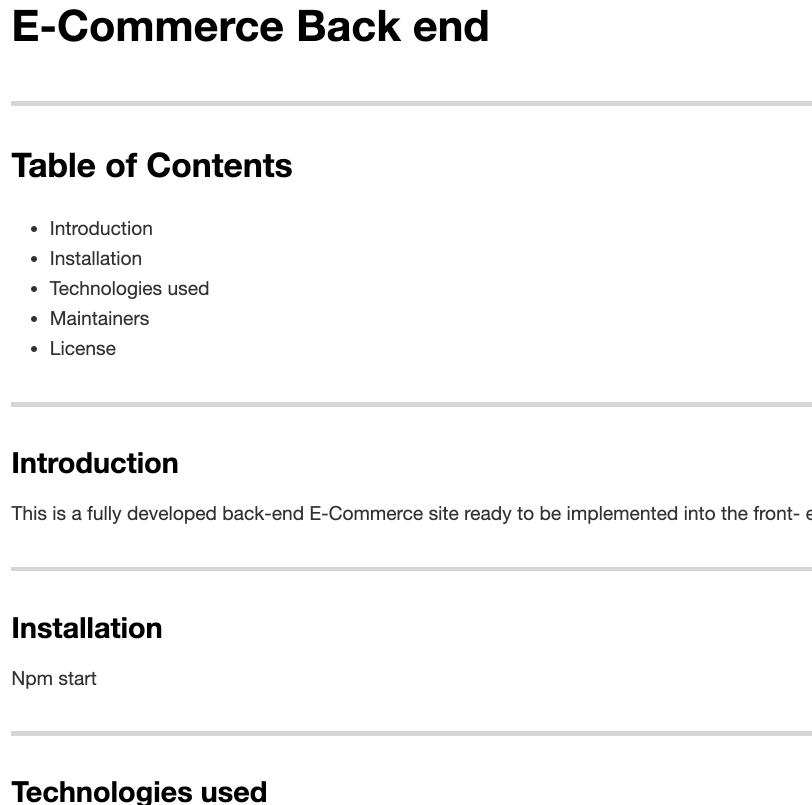 E-Commerce Back end
Table of Contents
Introduction
Installation
Technologies used
Maintainers
License
Introduction
This is a fully developed back-end E-Commerce site ready to be implemented into the front-
Installation
Npm start
Technologies used